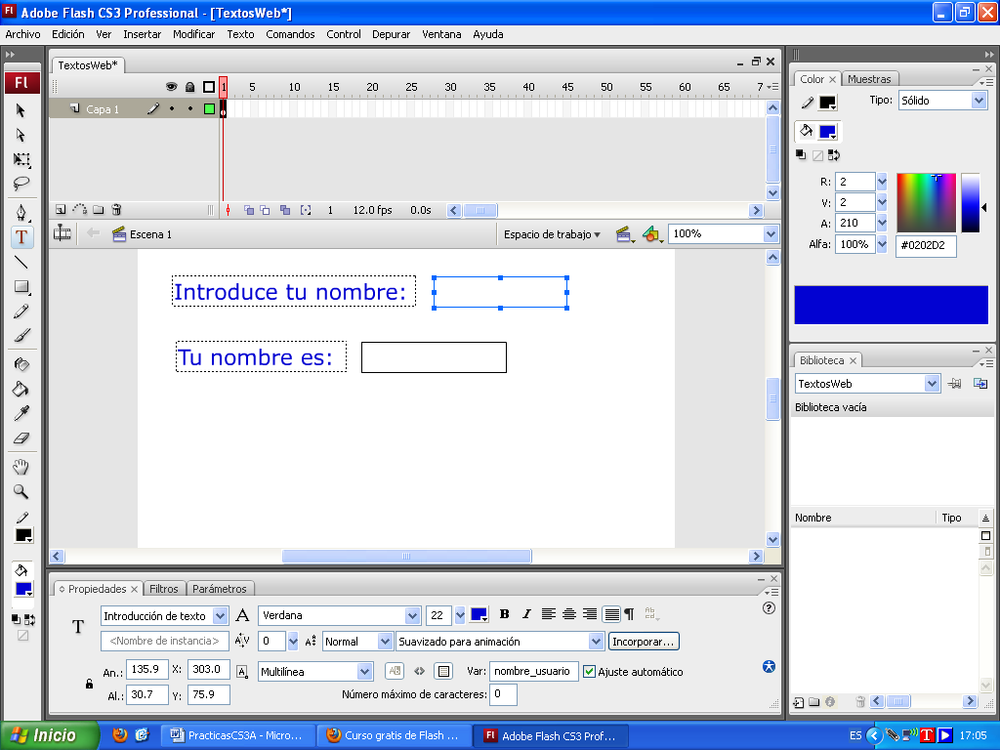 Adobe Flash CS3 Professional - [TextosWeb*]
Archivo Edición Ver Insertar Modificar Texto Comandos Control Depurar Ventana Ayuda
Fl
TextosWeb*
1 5 10 15 20 25 30 35 40 45 50 55 60 65 7
Capa 1
1 12.0 fps 0.0s
Escena 1
Espacio de trabajo
100%
Introduce tu nombre:
Tu nombre es:
Propiedades × Filtros Parámetros
T
Introducción de texto
A
Verdana
22
B I
<Nombre de instancia>
0
Normal
Suavizado para animación
Incorporar...
An.: 135.9 X: 303.0
Multilínea
Var: nombre_usuario
Ajuste automático
Al.: 30.7 Y: 75.9
Número máximo de caracteres: 0
Color × Muestras
Tipo: Sólido
R: 2
V: 2
A: 210
Alfa: 100%
#0202D2
Biblioteca ×
TextosWeb
Biblioteca vacía
Nombre Tipo
Inicio
PracticasCS3A - Micro...
Curso gratis de Flash ...
Adobe Flash CS3 Prof...
ES
17:05